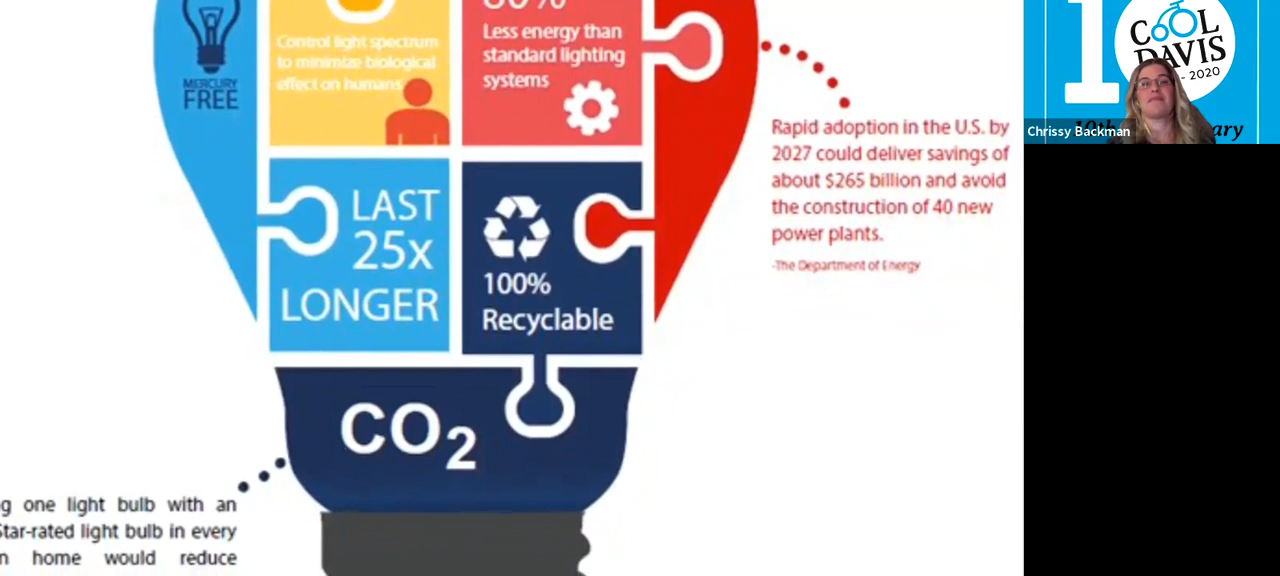 MERCURY
FREE
Control light spectrum
to minimize biological
effect on humans
80%
Less energy than
standard lighting
systems
LAST
25x
LONGER
100%
Recyclable
CO2
Rapid adoption in the U.S. by
2027 could deliver savings of
about $265 billion and avoid
the construction of 40 new
power plants.
-The Department of Energy
one light bulb with an
Star-rated light bulb in every
home would reduce
10
COOL
DAVIS
2020
10th
Chrissy Backman